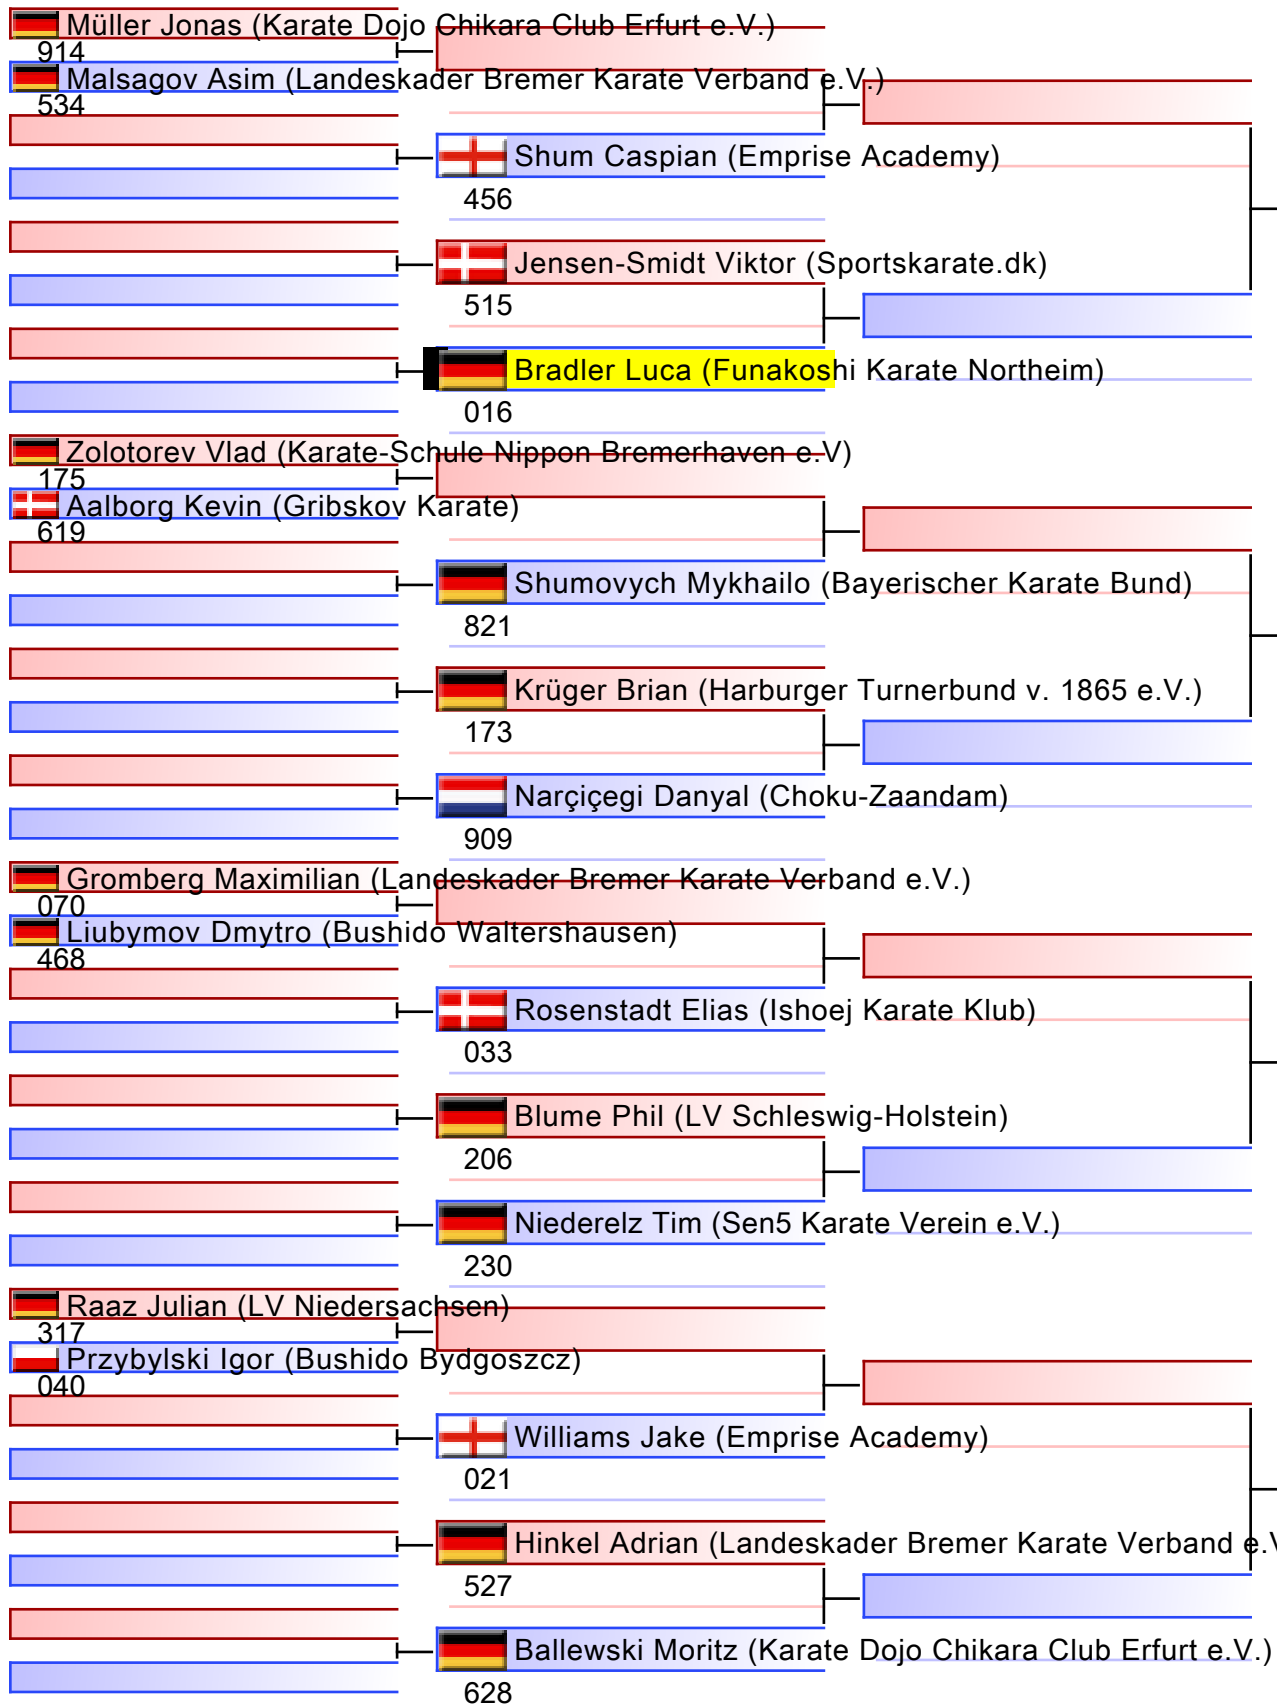 Müller Jonas (Karate Dojo Chikara Club Erfurt e.V.)
914
Malsagov Asim (Landeskader Bremer Karate Verband e.V.)
534
Shum Caspian (Emprise Academy)
456
Jensen-Smidt Viktor (Sportskarate.dk)
515
Bradler Luca (Funakoshi Karate Northeim)
016
Zolotorev Vlad (Karate-Schule Nippon Bremerhaven e.V)
175
Aalborg Kevin (Gribskov Karate)
619
Shumovych Mykhailo (Bayerischer Karate Bund)
821
Krüger Brian (Harburger Turnerbund v. 1865 e.V.)
173
Narçiçegi Danyal (Choku-Zaandam)
909
Gromberg Maximilian (Landeskader Bremer Karate Verband e.V.)
070
Liubymov Dmytro (Bushido Waltershausen)
468
Rosenstadt Elias (Ishoej Karate Klub)
033
Blume Phil (LV Schleswig-Holstein)
206
Niederelz Tim (Sen5 Karate Verein e.V.)
230
Raaz Julian (LV Niedersachsen)
317
Przybylski Igor (Bushido Bydgoszcz)
040
Williams Jake (Emprise Academy)
021
Hinkel Adrian (Landeskader Bremer Karate Verband e.V
527
Ballewski Moritz (Karate Dojo Chikara Club Erfurt e.V.)
628